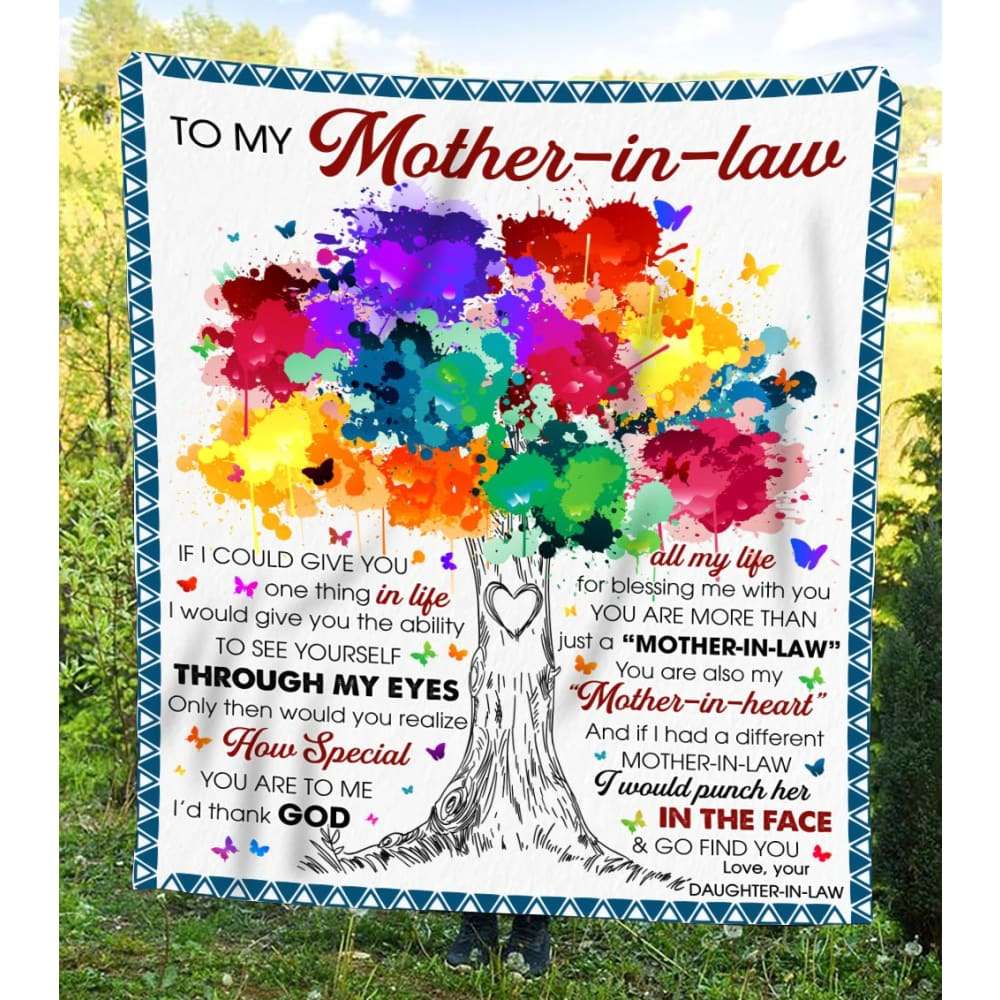 TO MY Mother-in-law
IF I COULD GIVE YOU
one thing in life
I would give you the ability
TO SEE YOURSELF
THROUGH MY EYES
Only then would you realize
How Special
YOU ARE TO ME
I'd thank GOD
all my life
for blessing me with you
YOU ARE MORE THAN
just a "MOTHER-IN-LAW"
You are also my
"Mother-in-heart"
And if I had a different
MOTHER-IN-LAW
I would punch her
IN THE FACE
& GO FIND YOU
Love, your
DAUGHTER-IN-LAW